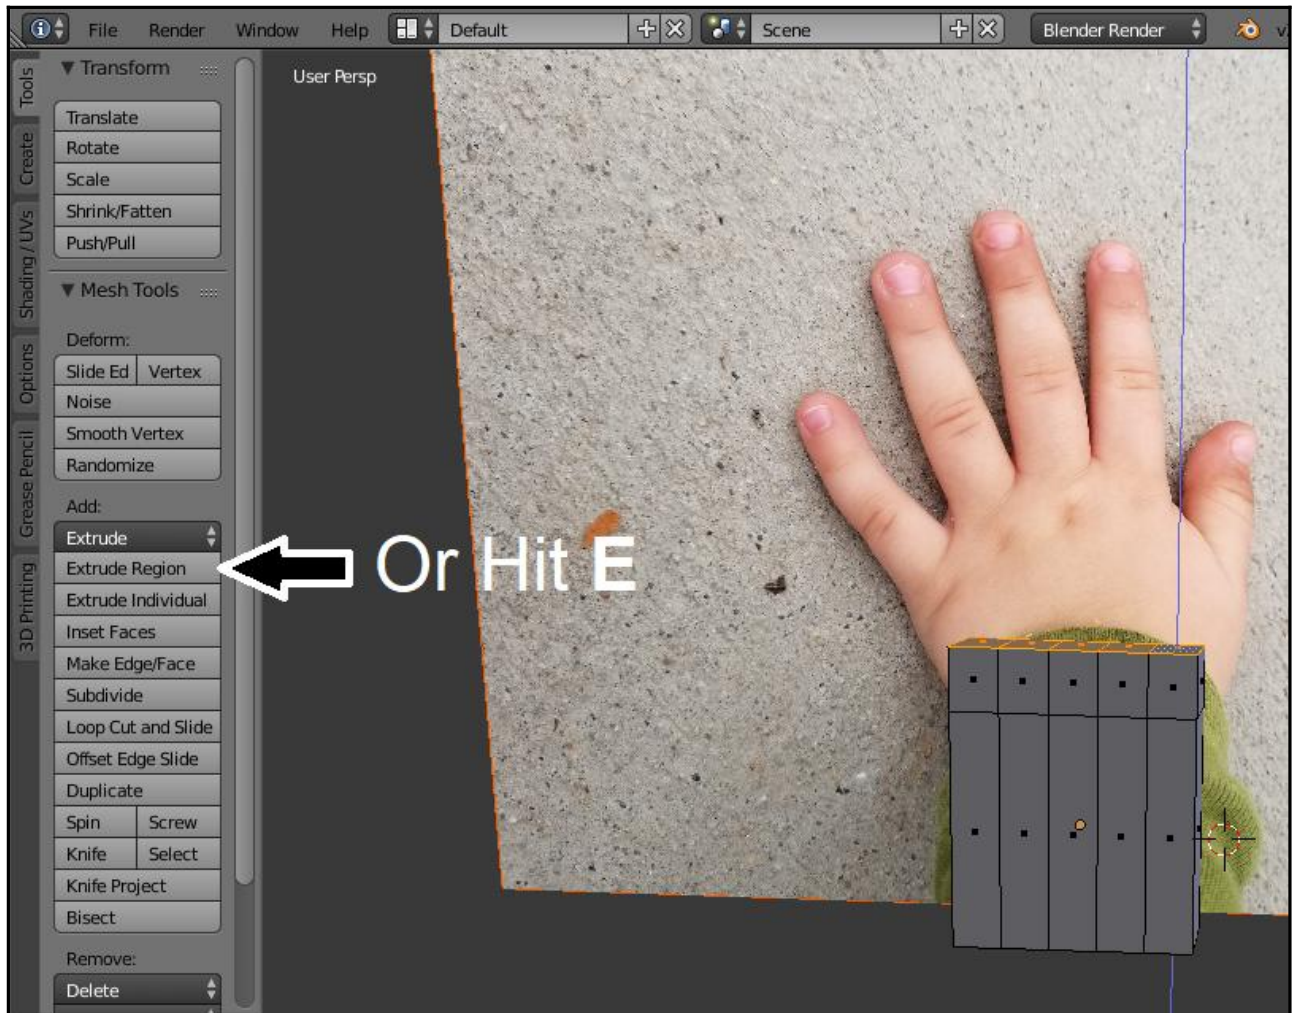 File Render Window Help Default Scene Blender Render
User Persp
Tools
Create
Shading / UVs
Options
Grease Pencil
3D Printing
Transform
Translate
Rotate
Scale
Shrink/Fatten
Push/Pull
Mesh Tools
Deform:
Slide Ed Vertex
Noise
Smooth Vertex
Randomize
Add:
Extrude
Extrude Region
Extrude Individual
Inset Faces
Make Edge/Face
Subdivide
Loop Cut and Slide
Offset Edge Slide
Duplicate
Spin Screw
Knife Select
Knife Project
Bisect
Remove:
Delete
Or Hit E